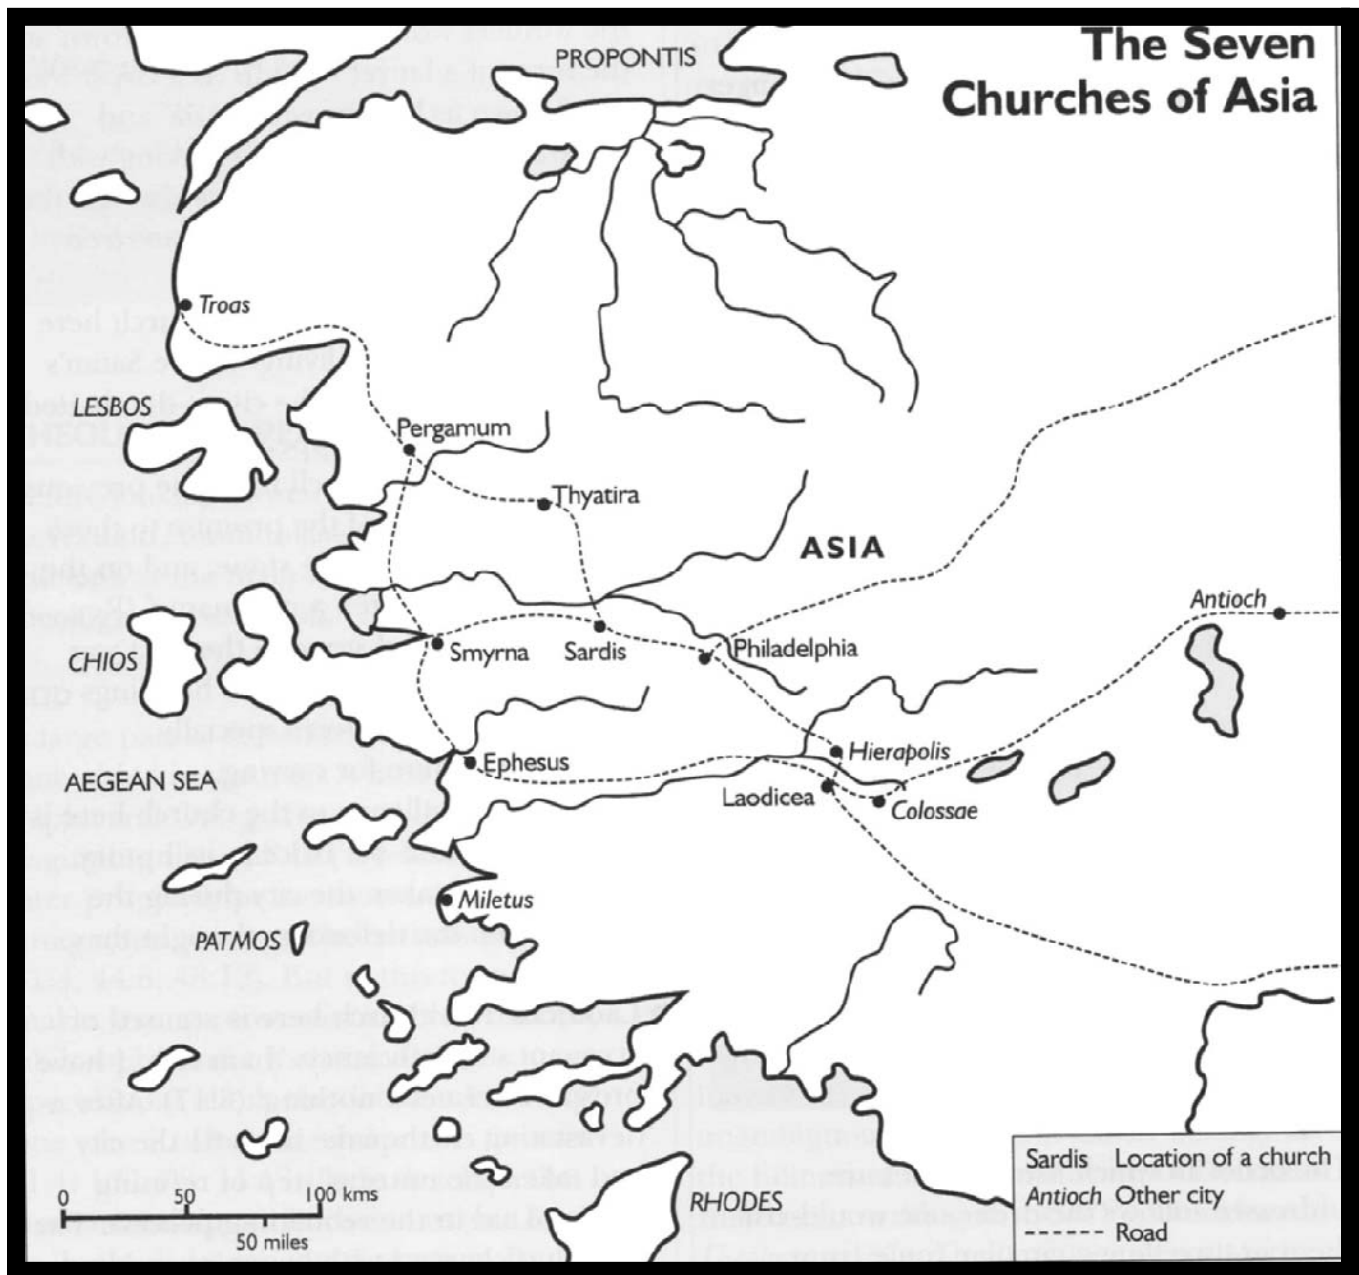 The Seven
Churches of Asia
PROPONTIS
Troas
LESBOS
Pergamum
Thyatira
ASIA
Antioch
CHIOS
Smyrna
Sardis
Philadelphia
Hierapolis
AEGEAN SEA
Ephesus
Laodicea
Colossae
Miletus
PATMOS
RHODES
0 50 100 kms
50 miles
Sardis Location of a church
Antioch Other city
Road